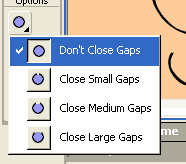 Options
Don't Close Gaps
Close Small Gaps
Close Medium Gaps
Close Large Gaps